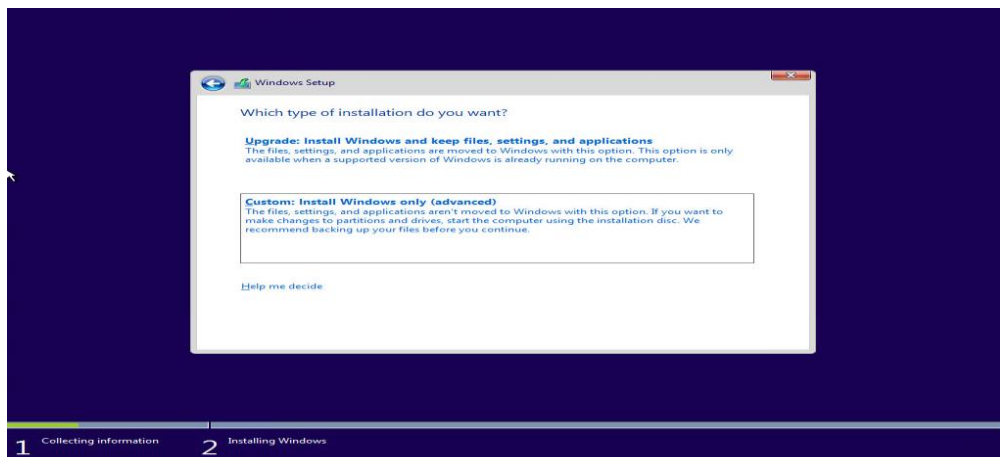 Windows Setup
Which type of installation do you want?
Upgrade: Install Windows and keep files, settings, and applications
The files, settings, and applications are moved to Windows with this option. This option is only
available when a supported version of Windows is already running on the computer.
Custom: Install Windows only (advanced)
The files, settings, and applications aren't moved to Windows with this option. If you want to
make changes to partitions and drives, start the computer using the installation disc. We
recommend backing up your files before you continue.
Help me decide
1 Collecting information
2 Installing Windows